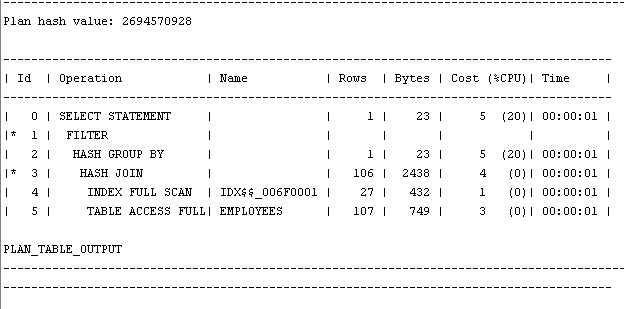 Plan hash value: 2694570928
| Id | Operation | Name | Rows | Bytes | Cost (%CPU)| Time |
| 0 | SELECT STATEMENT | | 1 | 23 | 5 (20)| 00:00:01 |
|* 1 | FILTER | | | | | |
| 2 | HASH GROUP BY | | 1 | 23 | 5 (20)| 00:00:01 |
|* 3 | HASH JOIN | | 106 | 2438 | 4 (0)| 00:00:01 |
| 4 | INDEX FULL SCAN | IDX$$_006F0001 | 27 | 432 | 1 (0)| 00:00:01 |
| 5 | TABLE ACCESS FULL| EMPLOYEES | 107 | 749 | 3 (0)| 00:00:01 |
PLAN_TABLE_OUTPUT